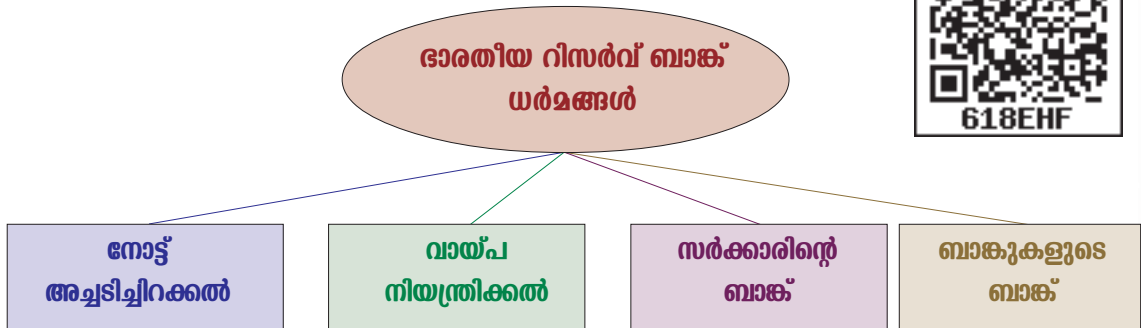 ഭാരതീയ റിസർവ് ബാങ്ക്
ധർമങ്ങൾ
618EHF
നോട്ട്
അച്ചടിച്ചിറക്കൽ
വായ്പ
നിയന്ത്രിക്കൽ
സർക്കാരിന്റെ
ബാങ്ക്
ബാങ്കുകളുടെ
ബാങ്ക്